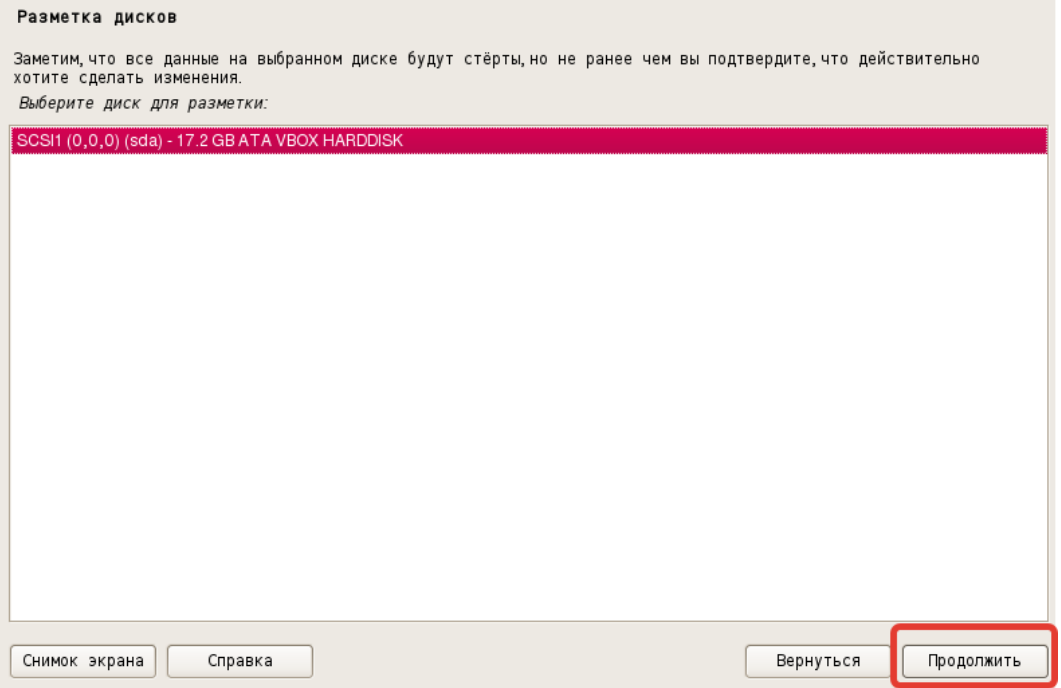 Разметка дисков
Заметим, что все данные на выбранном диске будут стёрты, но не ранее чем вы подтвердите, что действительно
хотите сделать изменения.
Выберите диск для разметки:
SCSI1 (0,0,0) (sda) - 17.2 GB ATA VBOX HARDDISK
Снимок экрана Справка Вернуться Продолжить